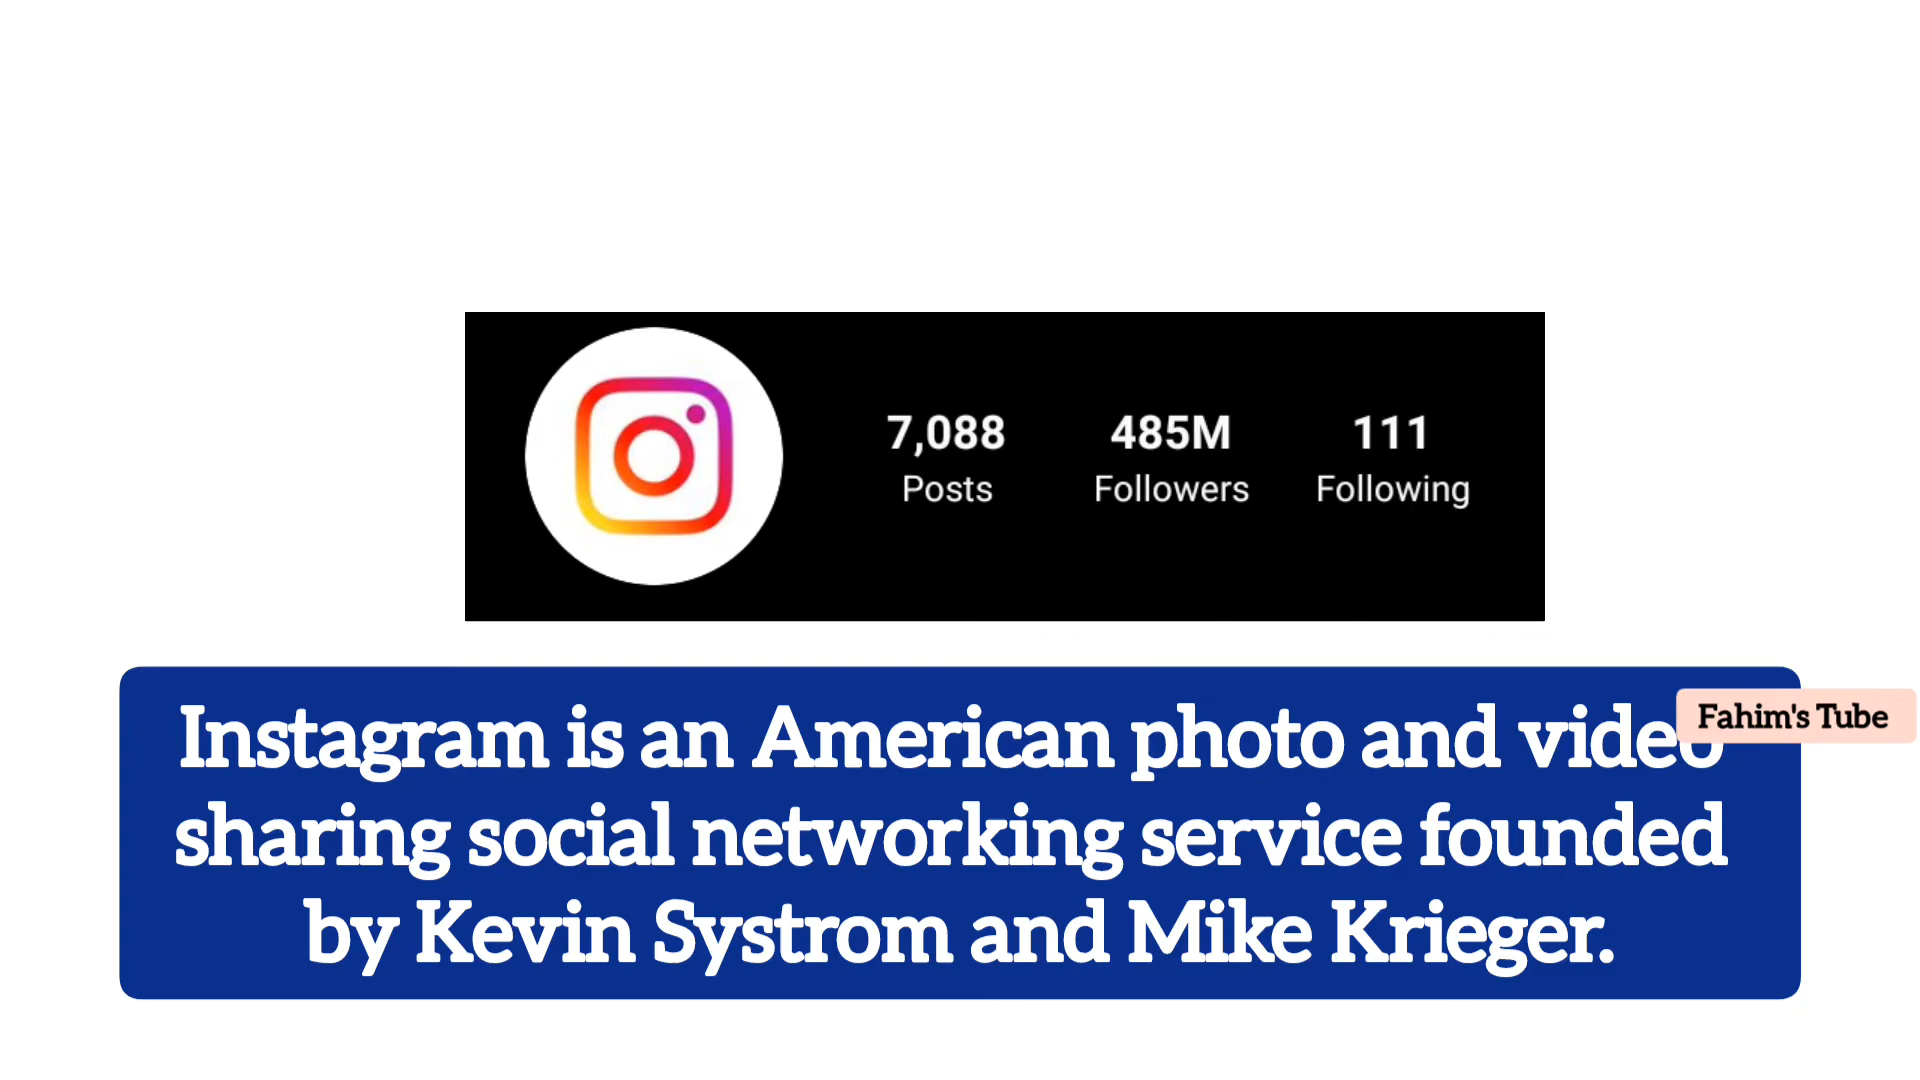 7,088 485M 111
Posts Followers Following
Instagram is an American photo and video
Fahim's Tube
sharing social networking service founded
by Kevin Systrom and Mike Krieger.